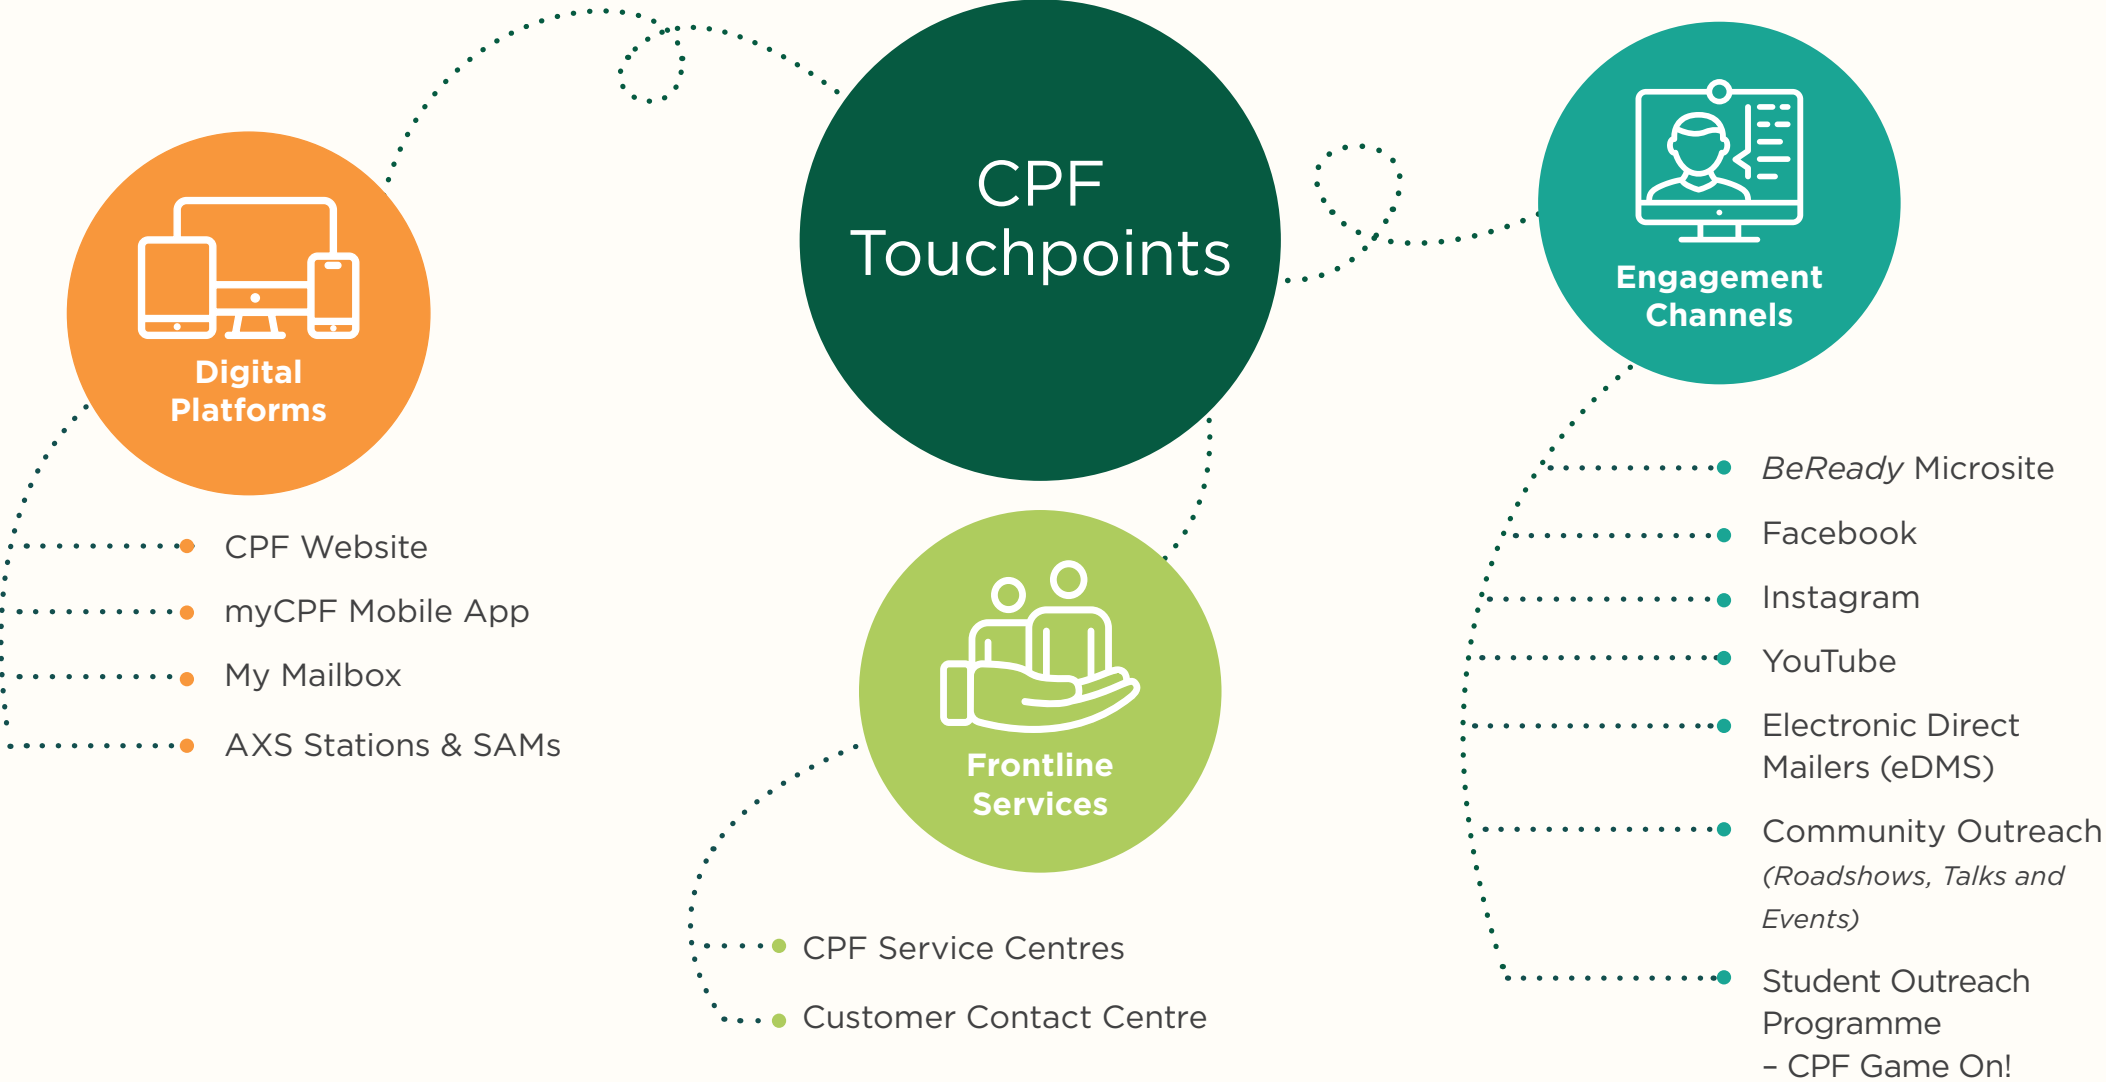 CPF
Touchpoints
Digital
Platforms
CPF Website
myCPF Mobile App
My Mailbox
AXS Stations & SAMs
Frontline
Services
CPF Service Centres
Customer Contact Centre
Engagement
Channels
BeReady Microsite
Facebook
Instagram
YouTube
Electronic Direct
Mailers (eDMS)
Community Outreach
(Roadshows, Talks and
Events)
Student Outreach
Programme
– CPF Game On!